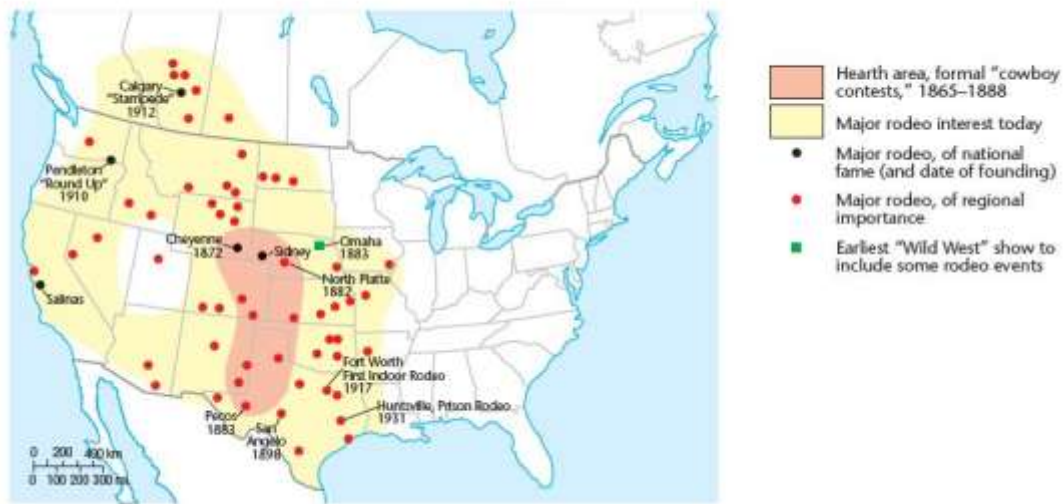 Calgary
"Stampede"
1912
Pendleton
"Round Up"
1910
Cheyenne
1872
Sidney
Omaha
1883
North Platte
1882
Salinas
Fort Worth
First Indoor Rodeo
1917
Huntsville, Prison Rodeo
1931
Pecos
1883
San
Angelo
1898
0 200 400 km
0 100 200 300 mi.
Hearth area, formal "cowboy
contests," 1865–1888
Major rodeo interest today
Major rodeo, of national
fame (and date of founding)
Major rodeo, of regional
importance
Earliest "Wild West" show to
include some rodeo events